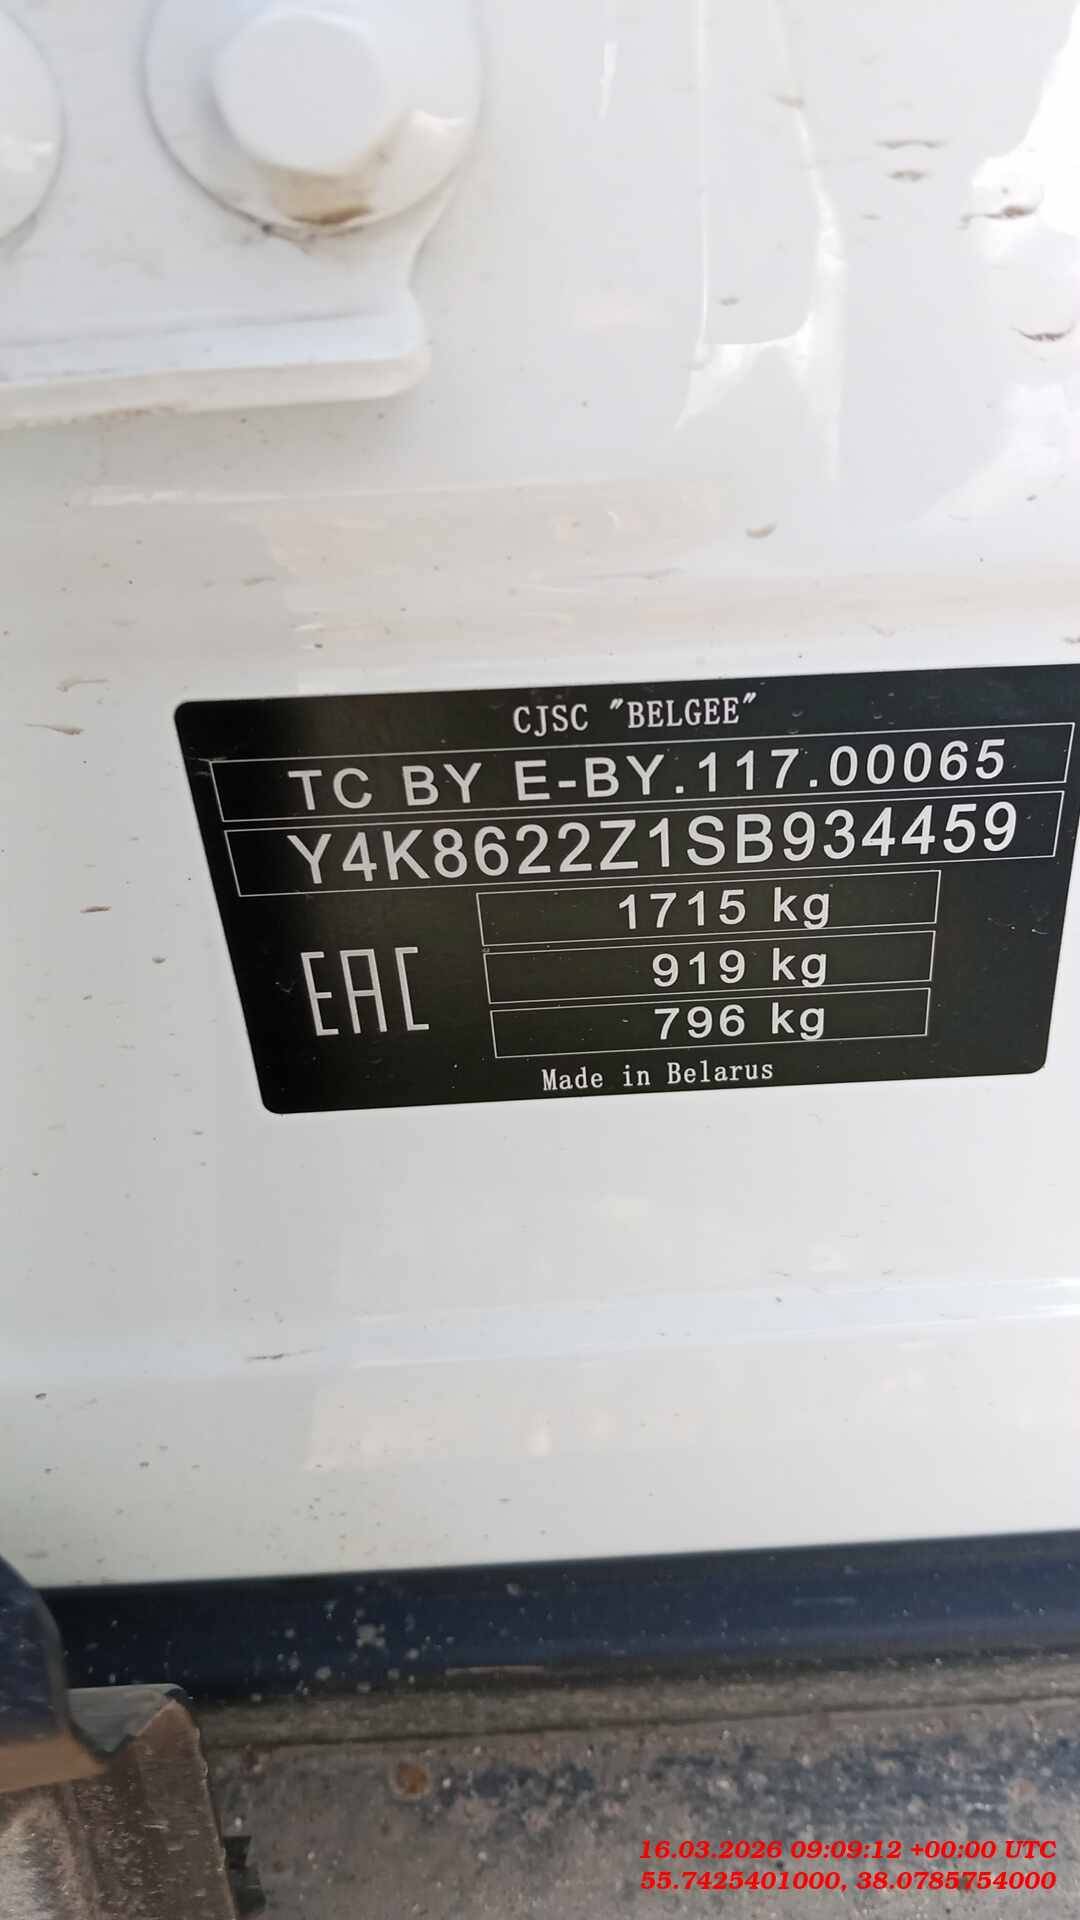 CJSC "BELGEE"
TC BY E-BY.117.00065
Y4K8622Z1SB934459
1715 kg
EAC
919 kg
796 kg
Made in Belarus
16.03.2026 09:09:12 +00:00 UTC
55.7425401000, 38.0785754000